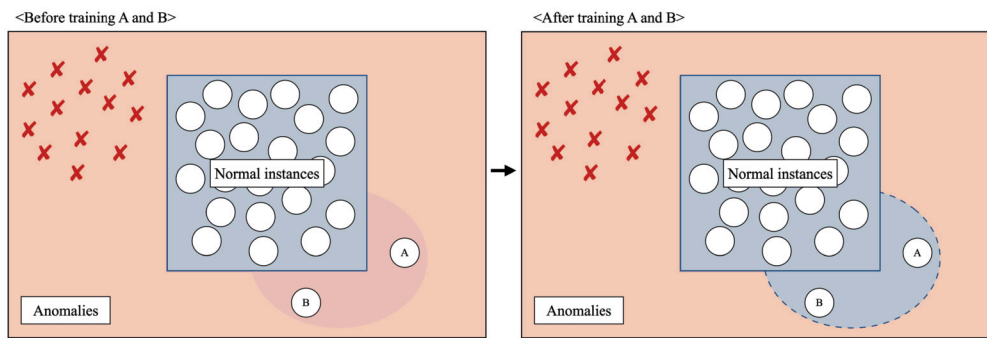 <Before training A and B>
<After training A and B>
Normal instances
A
B
Anomalies
Normal instances
A
B
Anomalies